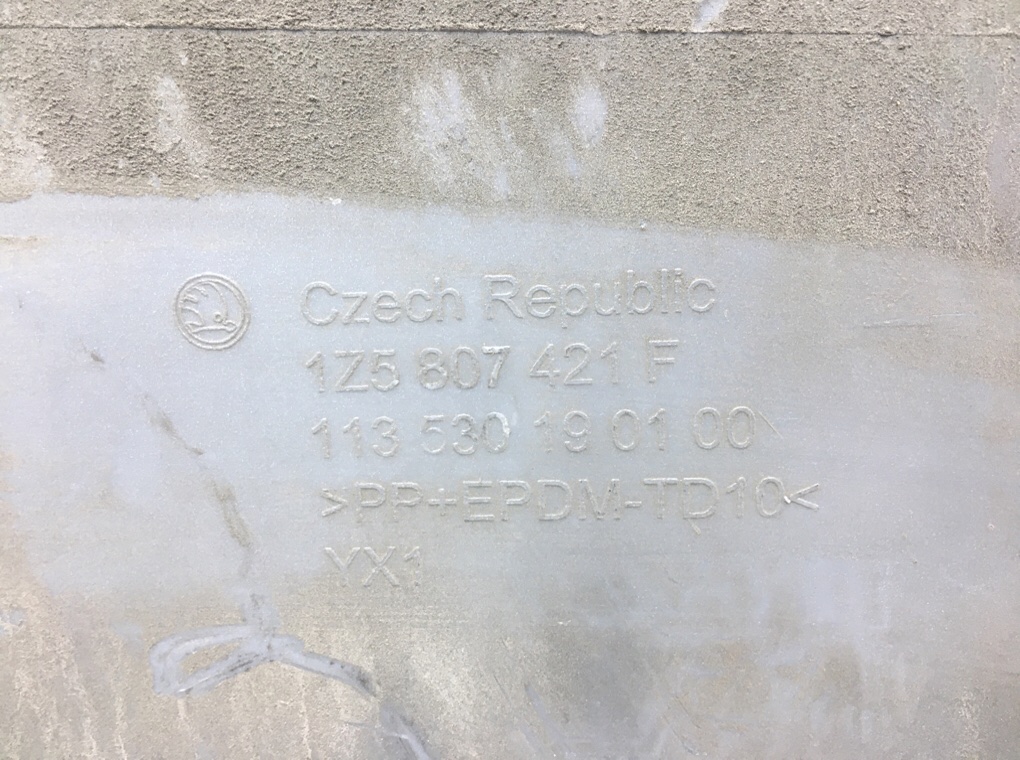 Czech Republic
1Z5 807 421 F
113 530 19 01 00
>PP+EPDM-TD10<
YX1